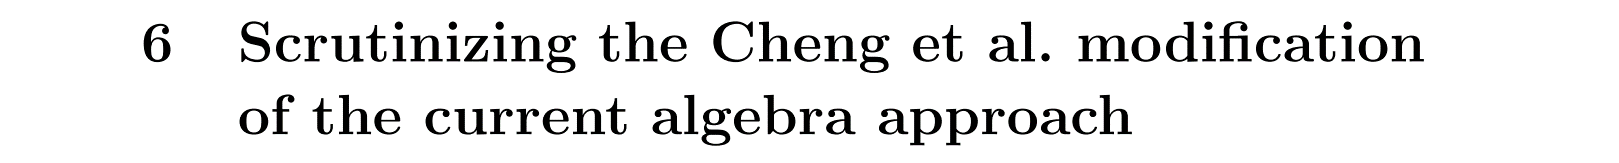 6 Scrutinizing the Cheng et al. modification
of the current algebra approach